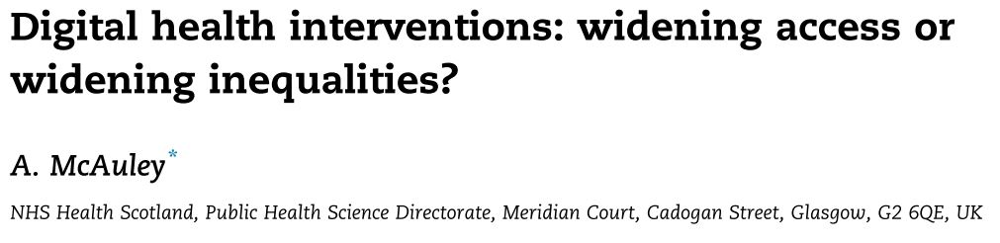 Digital health interventions: widening access or
widening inequalities?
A. McAuley*
NHS Health Scotland, Public Health Science Directorate, Meridian Court, Cadogan Street, Glasgow, G2 6QE, UK